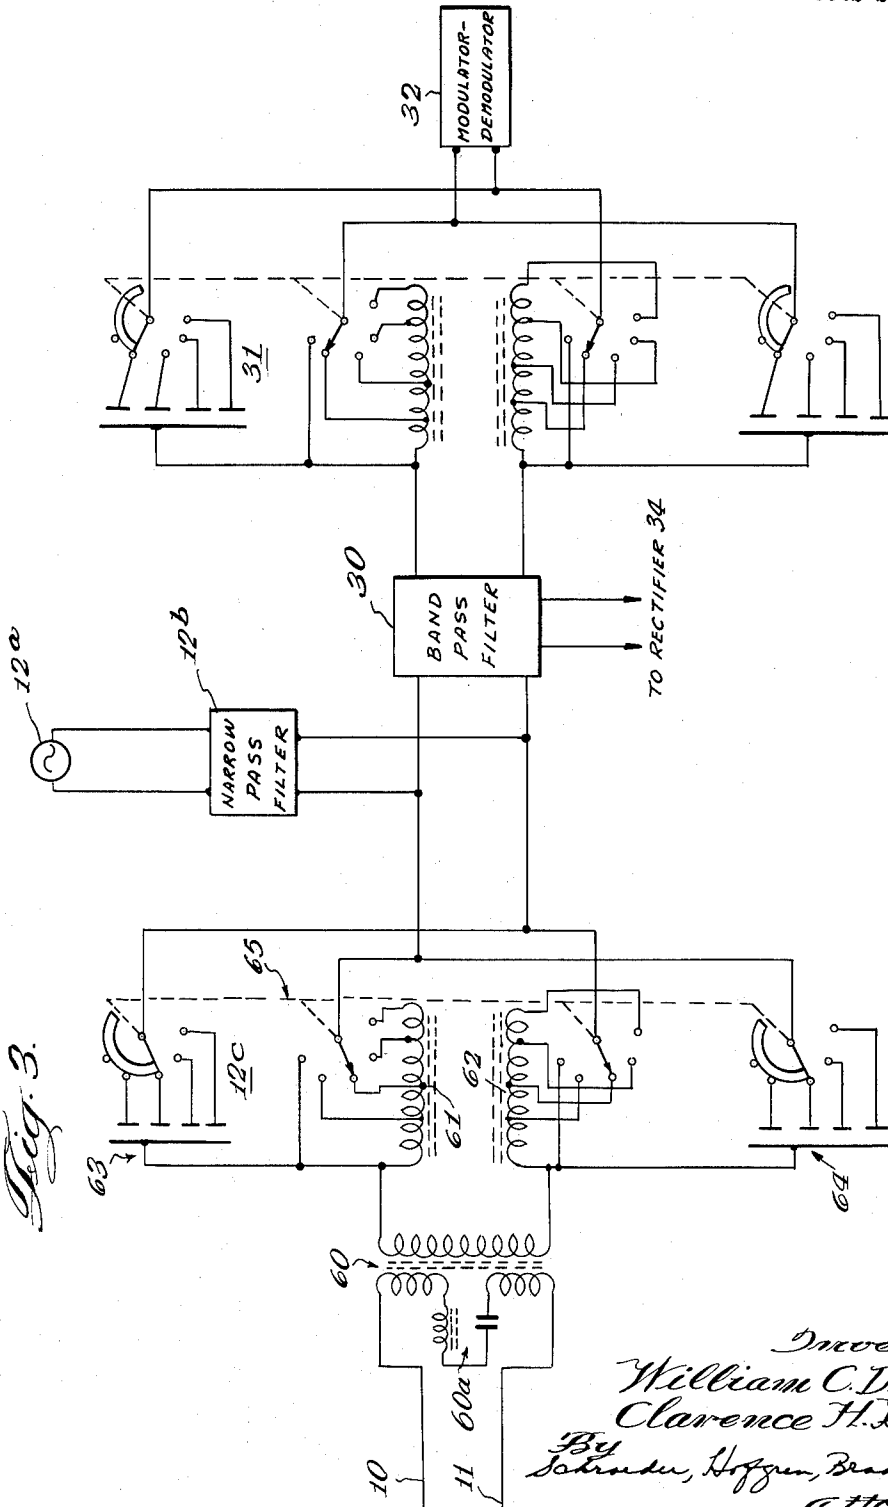 Fig. 3.
12a
12b
NARROW
PASS
FILTER
30
BAND
PASS
FILTER
TO RECTIFIER 34
31
32
MODULATOR-
DEMODULATOR
63
12c
65
61
62
64
60
60a
10
11
William C.
Clarence H.
By
Schroeder, Hofgren,